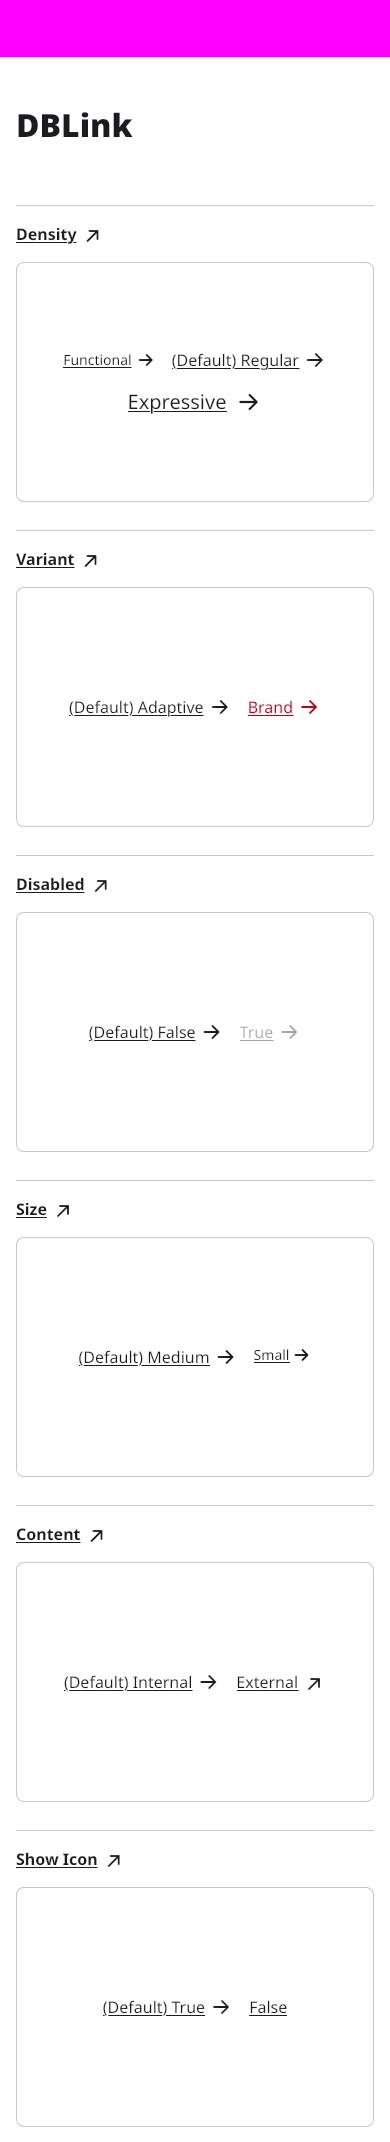 DBLink
Density
Functional (Default) Regular
Expressive
Variant
(Default) Adaptive Brand
Disabled
(Default) False True
Size
(Default) Medium Small
Content
(Default) Internal External
Show Icon
(Default) True False